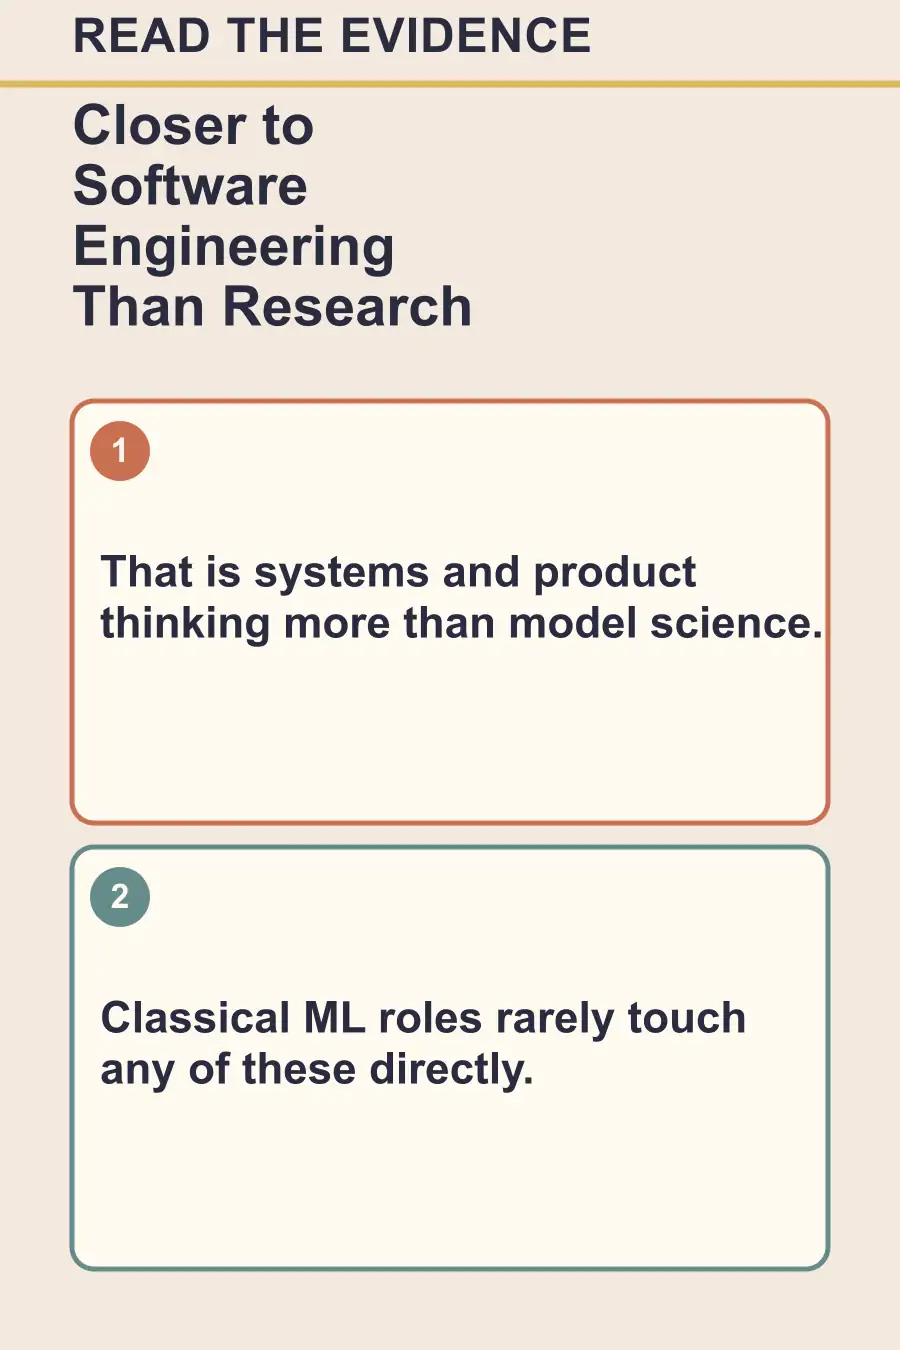 READ THE EVIDENCE
Closer to
Software
Engineering
Than Research
1
That is systems and product
thinking more than model science.
2
Classical ML roles rarely touch
any of these directly.